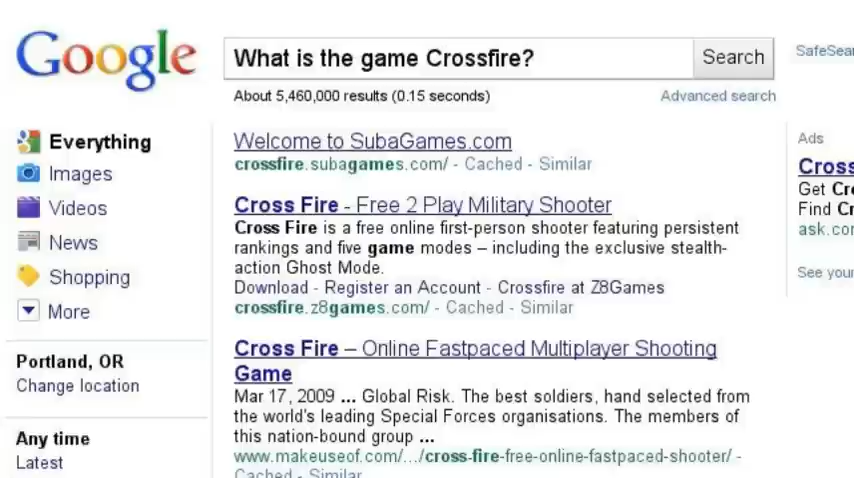 Google
What is the game Crossfire?
Search
About 5,460,000 results (0.15 seconds)
Advanced search
Everything
Images
Videos
News
Shopping
More
Portland, OR
Change location
Any time
Latest
Welcome to SubaGames.com
crossfire.subagames.com/ - Cached - Similar
Cross Fire - Free 2 Play Military Shooter
Cross Fire is a free online first-person shooter featuring persistent
rankings and five game modes – including the exclusive stealth-
action Ghost Mode.
Download - Register an Account - Crossfire at Z8Games
crossfire.z8games.com/ - Cached - Similar
Cross Fire – Online Fastpaced Multiplayer Shooting
Game
Mar 17, 2009 ... Global Risk. The best soldiers, hand selected from
the world's leading Special Forces organisations. The members of
this nation-bound group ...
www.makeuseof.com/.../cross-fire-free-online-fastpaced-shooter/ -
Cached - Similar
Ads
Get
Find
See your